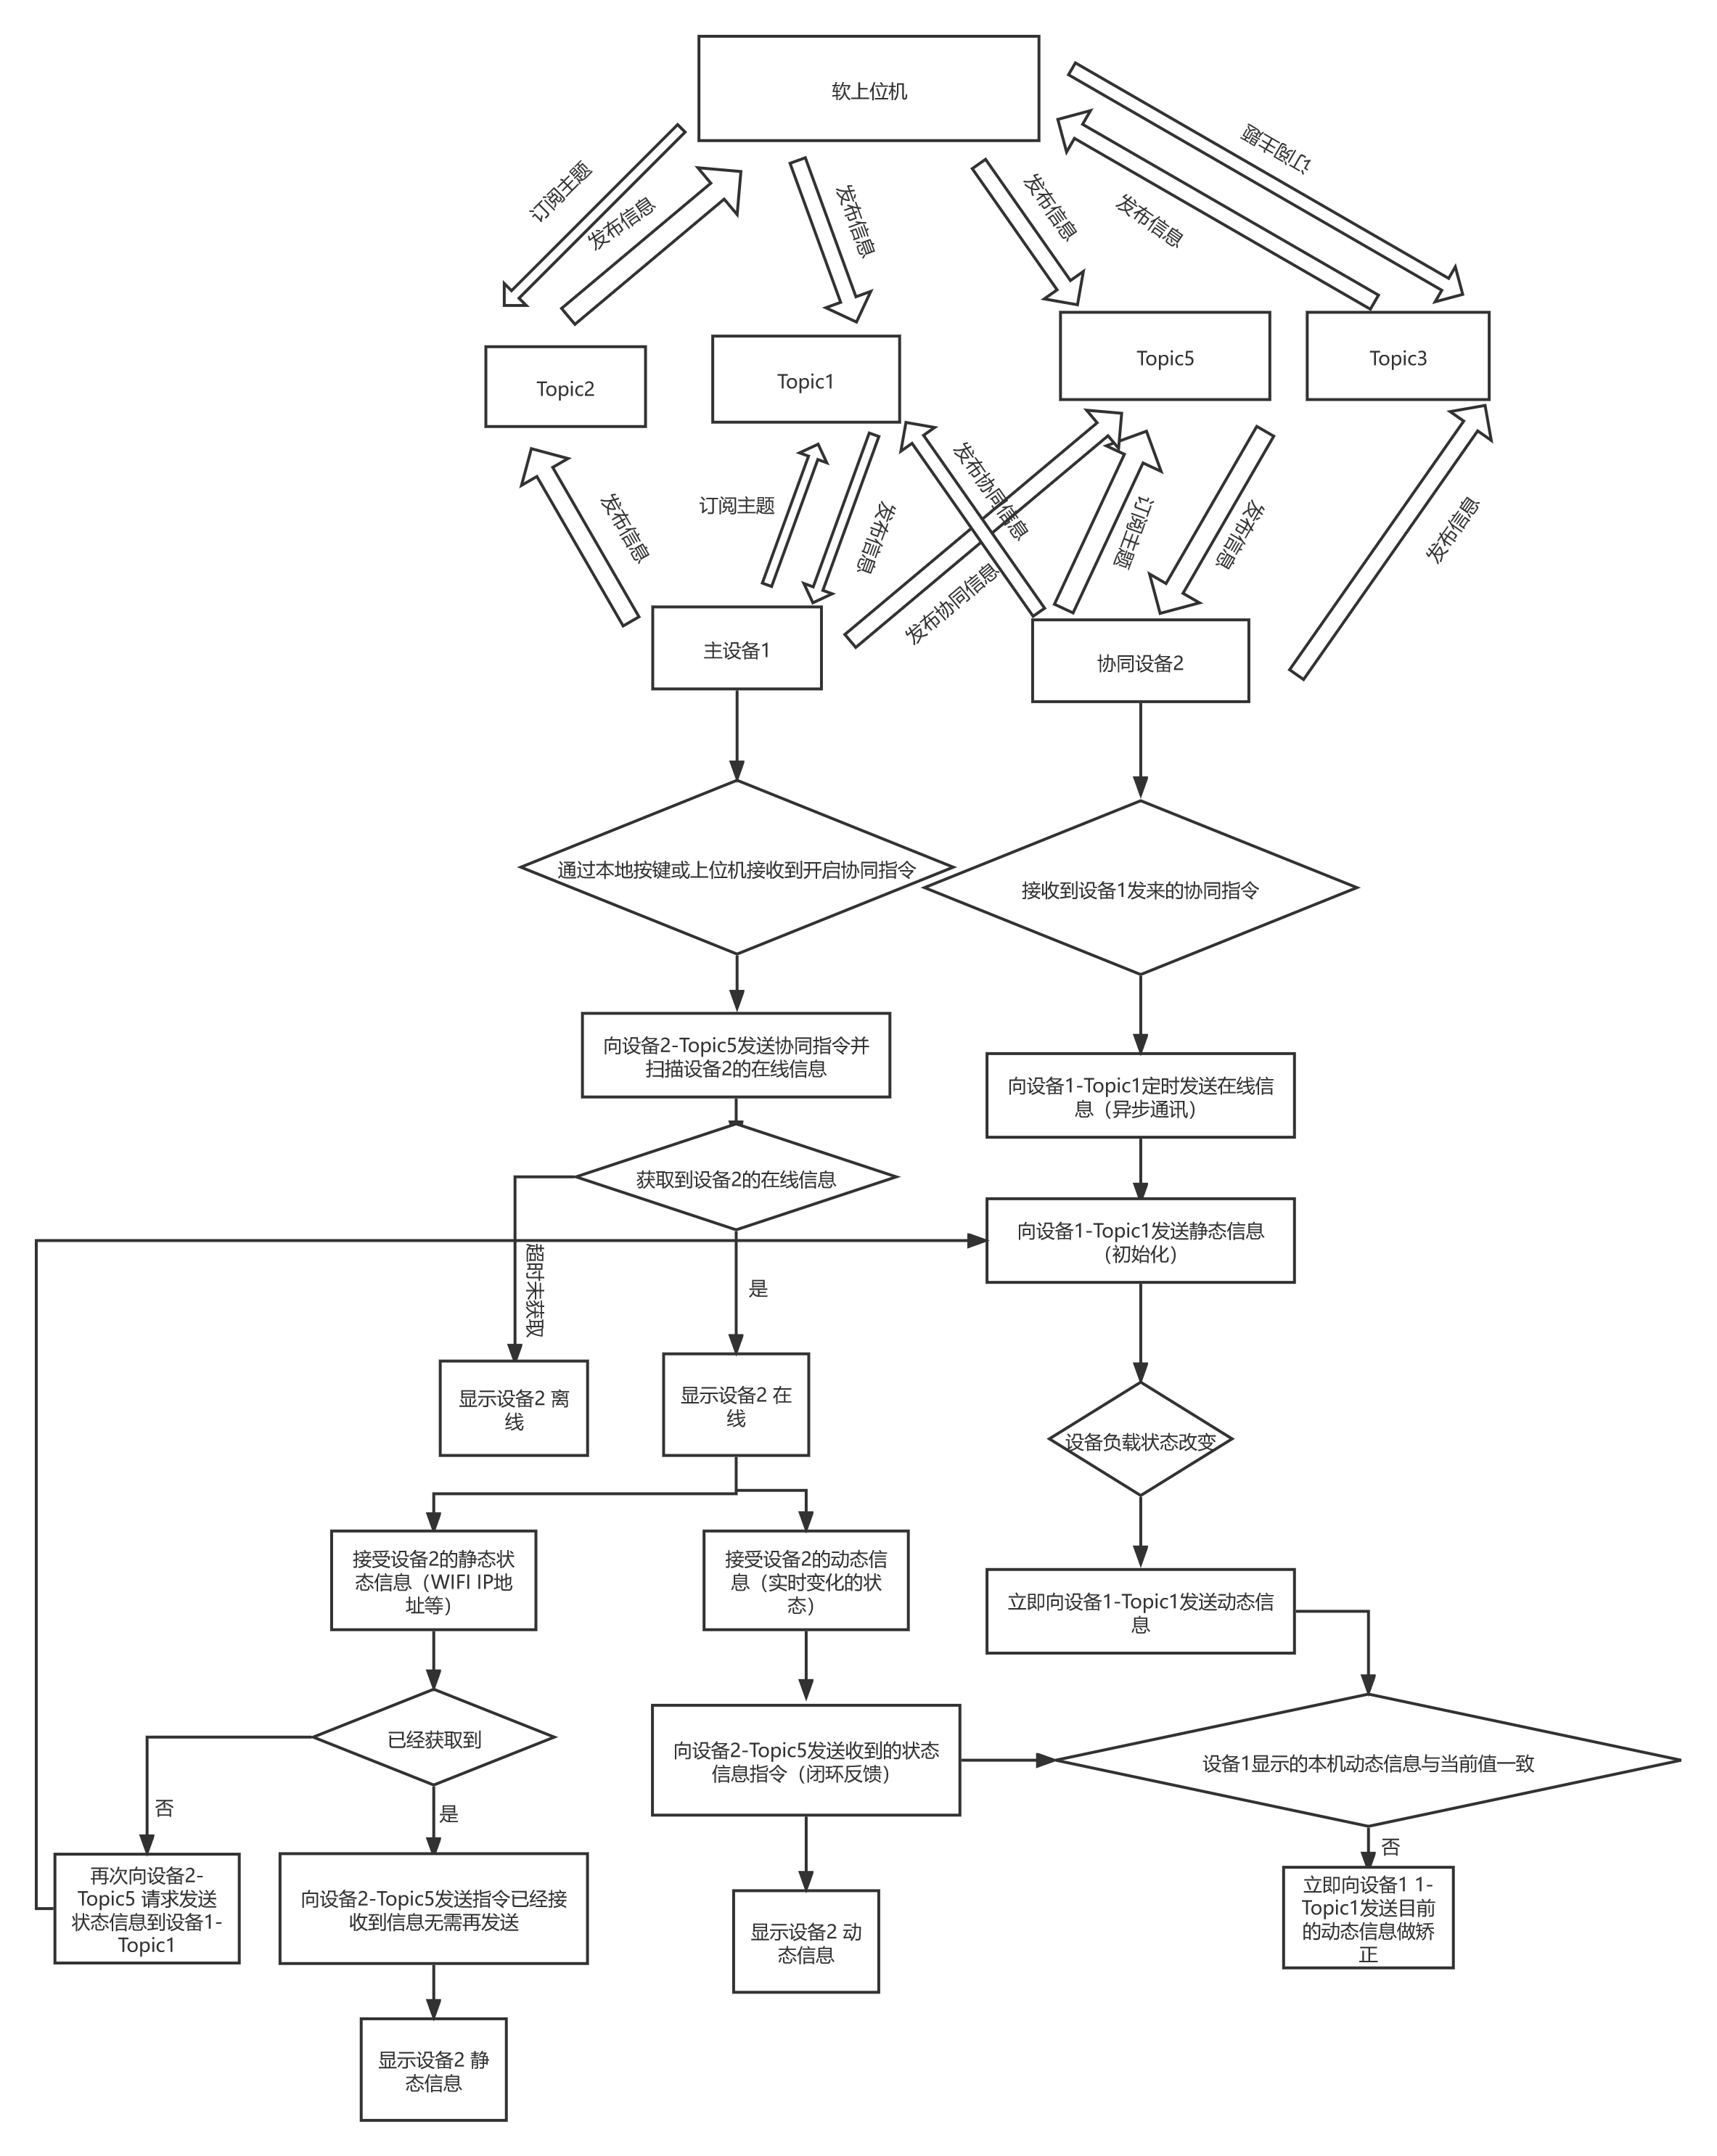 软上位机
订阅主题
发布信息
发布信息
发布信息
发布信息
订阅主题
Topic2
Topic1
Topic5
Topic3
发布信息
订阅主题
发布信息
发布协同信息
发布协同信息
订阅主题
发布信息
发布信息
主设备1
协同设备2
通过本地按键或上位机接收到开启协同指令
接收到设备1发来的协同指令
向设备2-Topic5发送协同指令并
扫描设备2的在线信息
向设备1-Topic1定时发送在线信
息（异步通讯）
获取到设备2的在线信息
向设备1-Topic1发送静态信息
（初始化）
超时未获取
是
显示设备2 离
线
显示设备2 在
线
设备负载状态改变
接受设备2的静态状
态信息（WIFI IP地
址等）
接受设备2的动态信
息（实时变化的状
态）
立即向设备1-Topic1发送动态信
息
已经获取到
向设备2-Topic5发送收到的状态
信息指令（闭环反馈）
设备1显示的本机动态信息与当前值一致
否
是
否
再次向设备2-
Topic5 请求发送
状态信息到设备1-
Topic1
向设备2-Topic5发送指令已经接
收到信息无需再发送
显示设备2 动
态信息
立即向设备1 1-
Topic1发送目前
的动态信息做矫
正
显示设备2 静
态信息